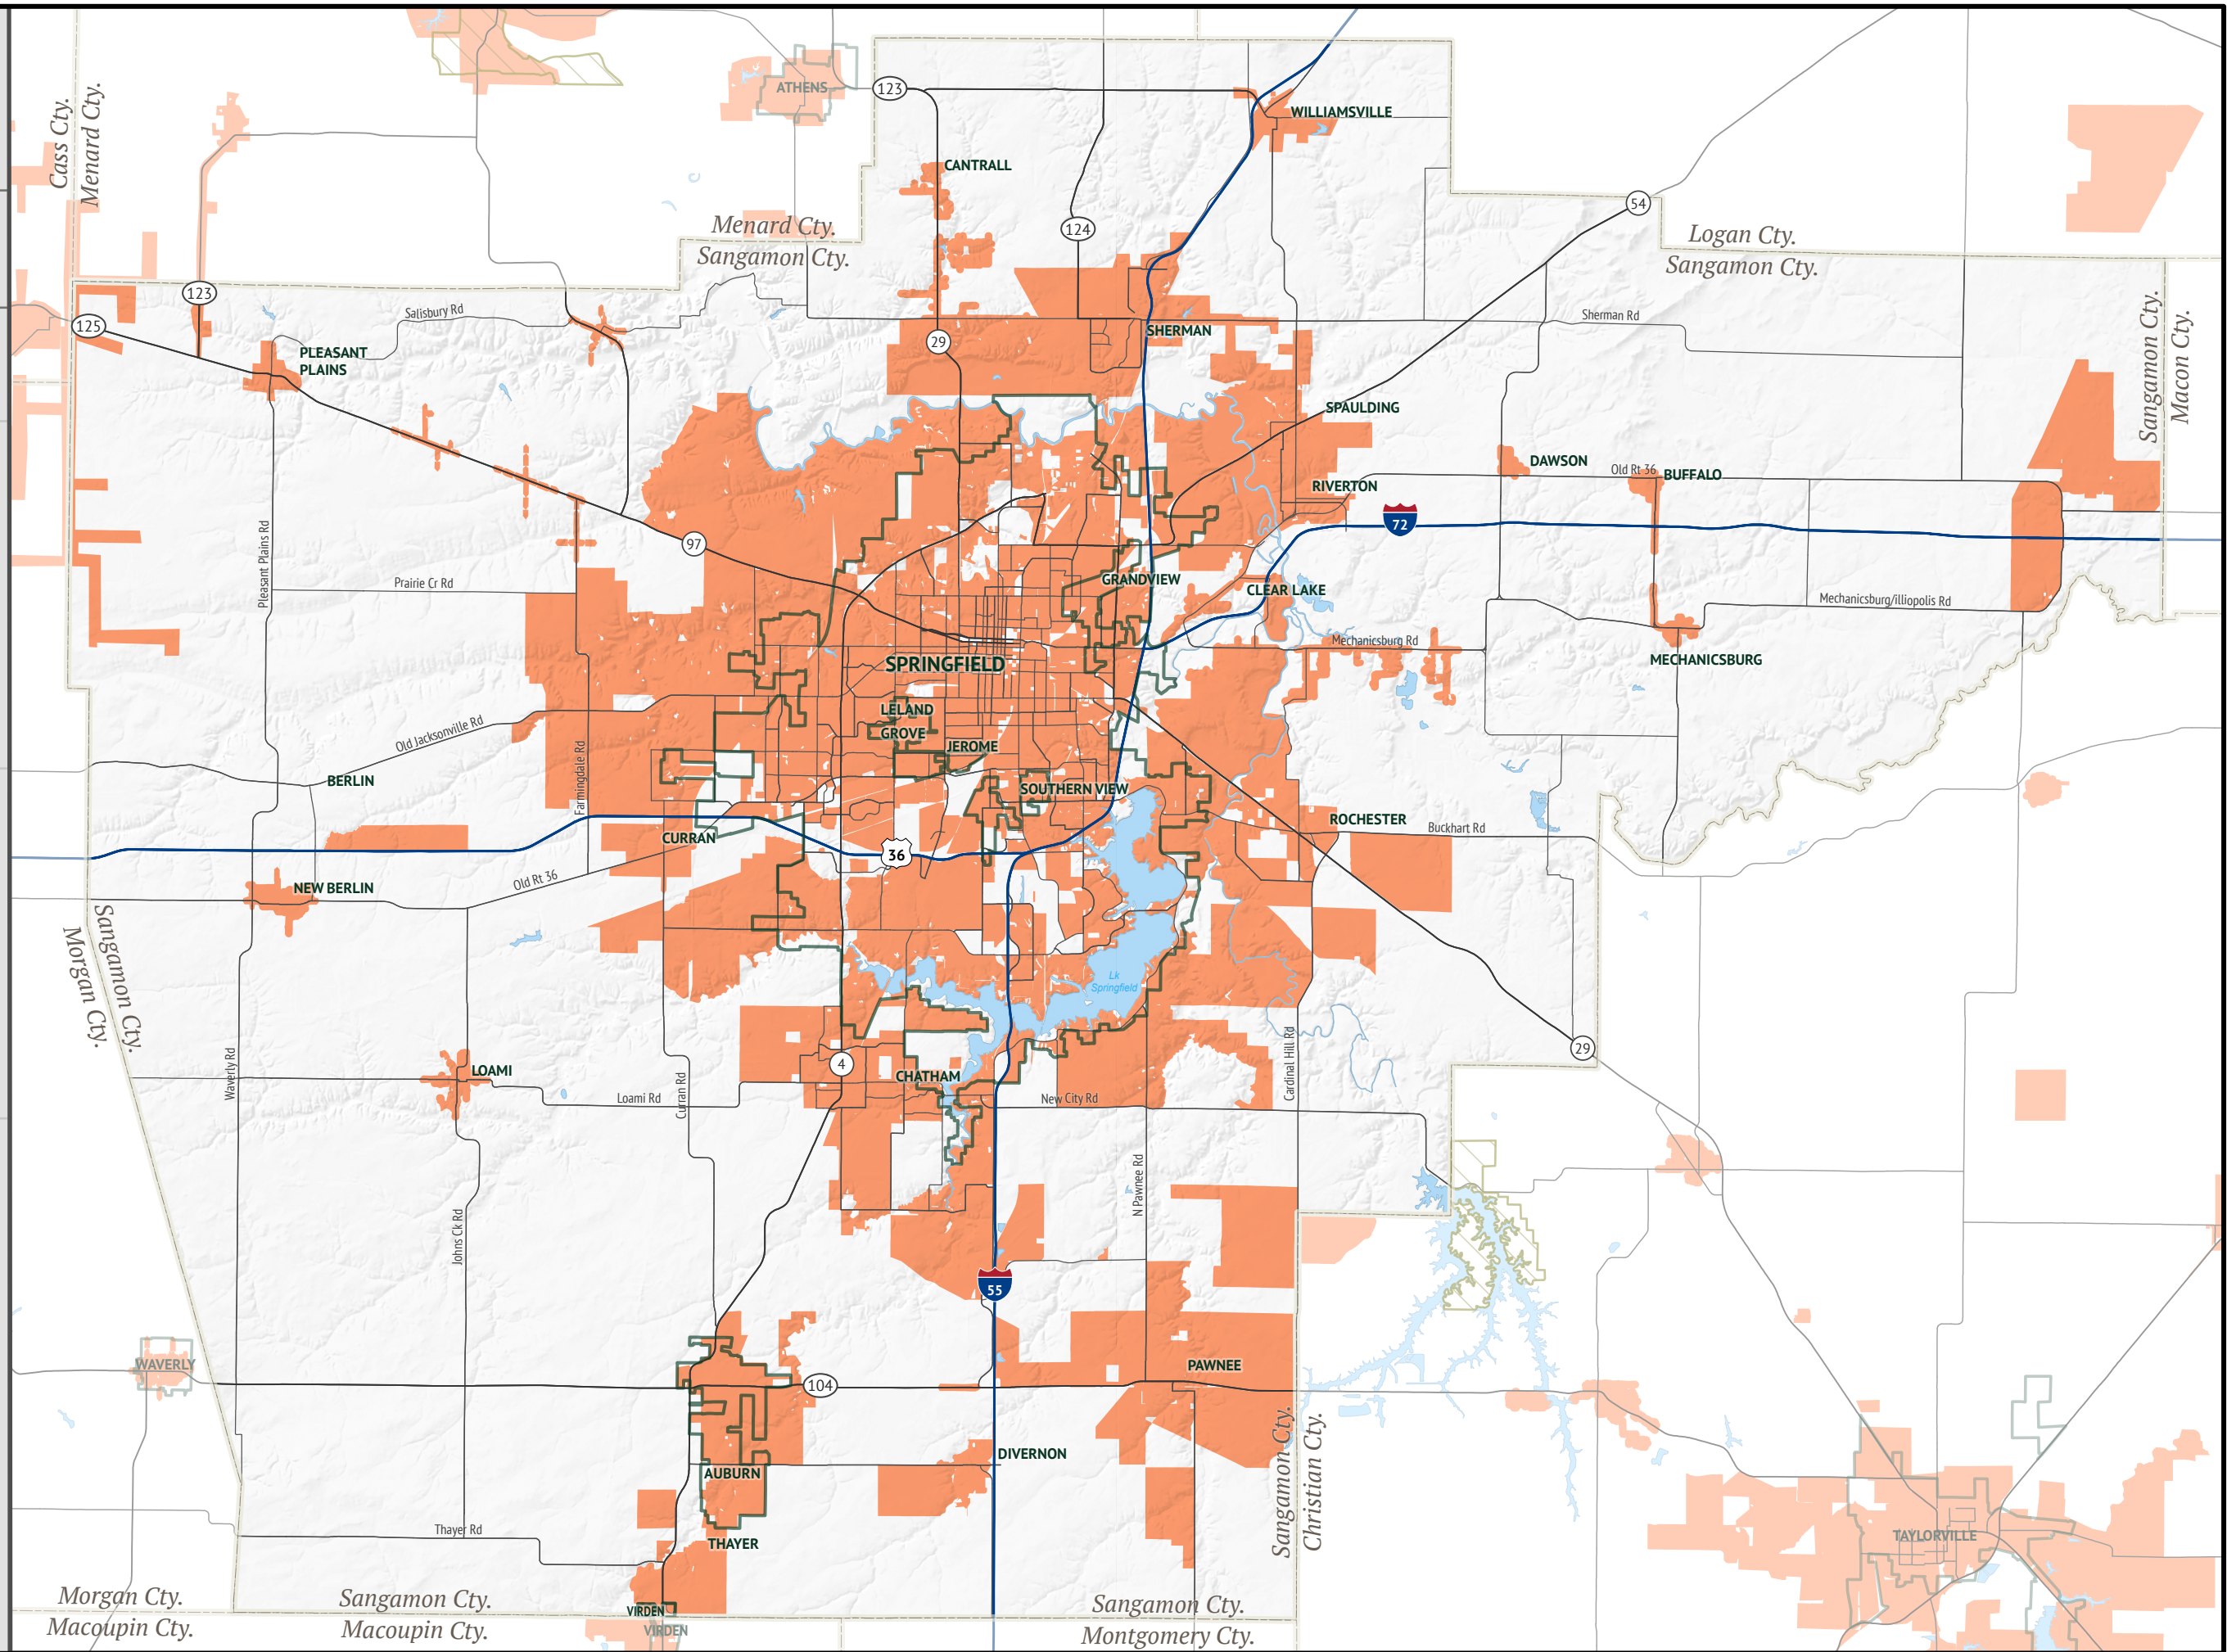 Cass Cty.
Menard Cty.
ATHENS
123
WILLIAMSVILLE
CANTRALL
54
124
Menard Cty.
Sangamon Cty.
Logan Cty.
Sangamon Cty.
123
125
Salisbury Rd
Sherman Rd
SHERMAN
29
PLEASANT
PLAINS
Sangamon Cty.
Macon Cty.
SPAULDING
DAWSON
Old Rt 36
BUFFALO
RIVERTON
72
97
Pleasant Plains Rd
Prairie Cr Rd
GRANDVIEW
CLEAR LAKE
Mechanicsburg/illiopolis Rd
Mechanicsburg Rd
MECHANICSBURG
SPRINGFIELD
LELAND
GROVE
JEROME
Old Jacksonville Rd
BERLIN
Farmingdale Rd
SOUTHERN VIEW
ROCHESTER
Buckhart Rd
CURRAN
36
Old Rt 36
NEW BERLIN
Sangamon Cty.
Morgan Cty.
Lk
Springfield
29
Cardinal Hill Rd
4
LOAMI
CHATHAM
Waverly Rd
Loami Rd
Curran Rd
New City Rd
N Pawnee Rd
Johns Ck Rd
55
WAVERLY
PAWNEE
104
Sangamon Cty.
Christian Cty.
DIVERNON
AUBURN
Thayer Rd
THAYER
TAYLORVILLE
Morgan Cty.
Macoupin Cty.
Sangamon Cty.
Macoupin Cty.
VIRDEN
VIRDEN
Sangamon Cty.
Montgomery Cty.